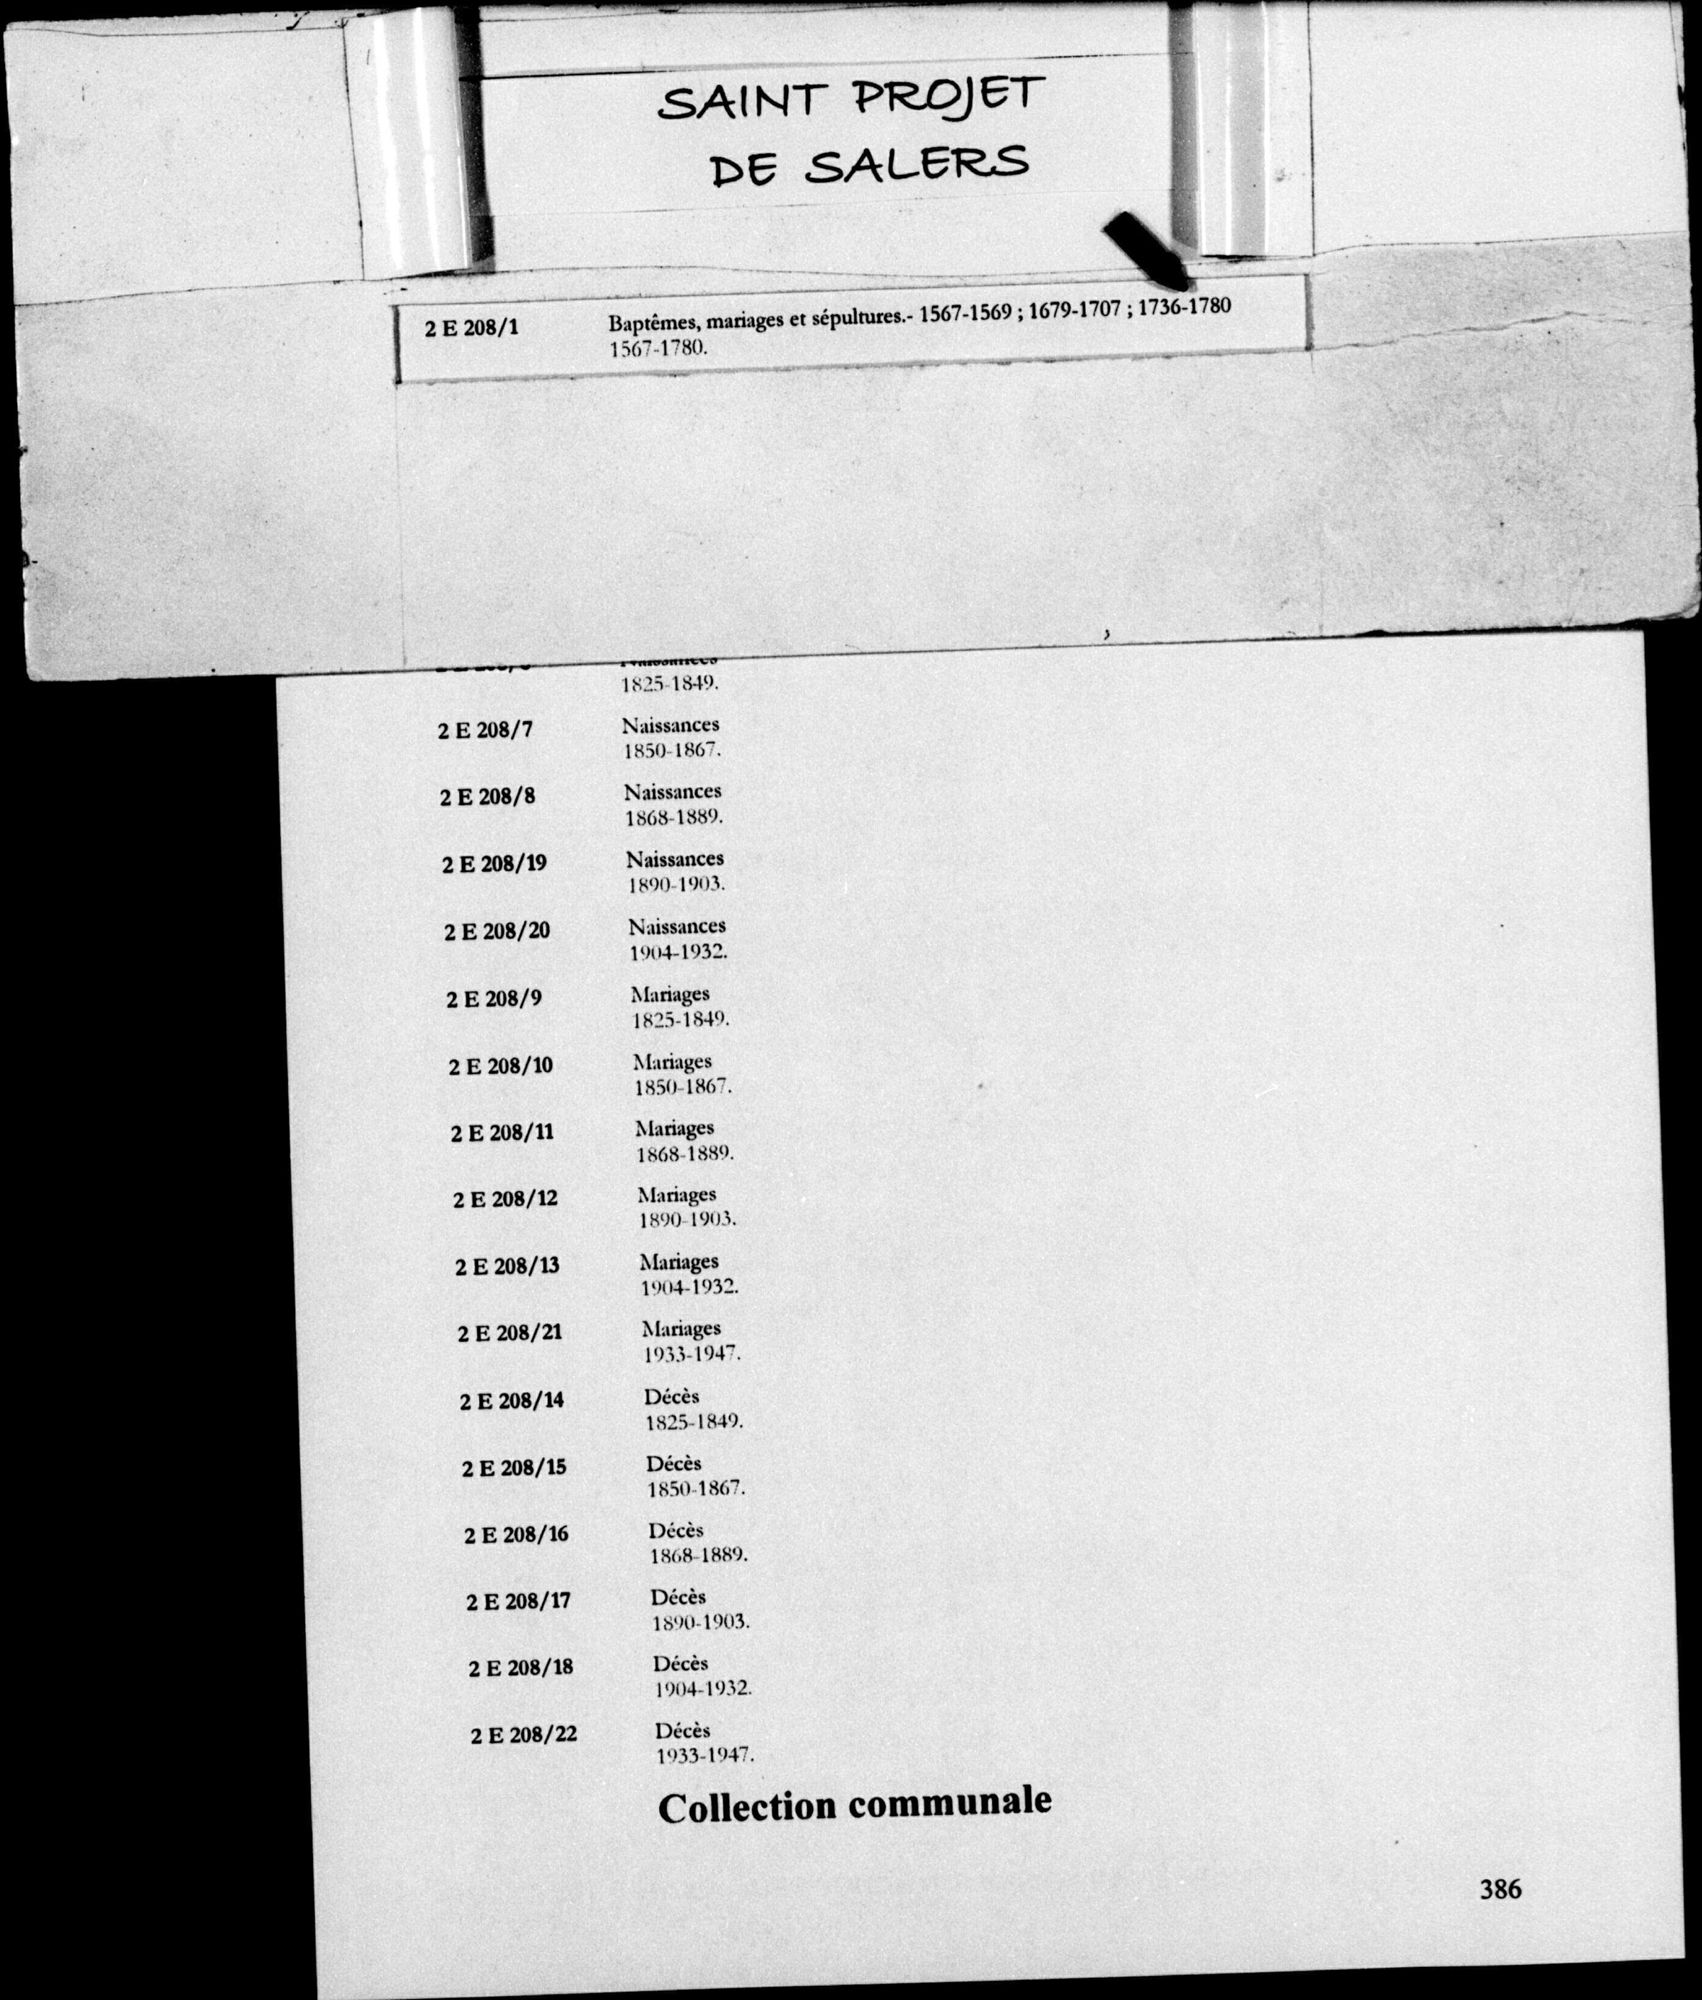 SAINT PROJET
DE SALERS
2 E 208/1 Baptêmes, mariages et sépultures.- 1567-1569 ; 1679-1707 ; 1736-1780
1567-1780.
1825-1849.
2 E 208/7 Naissances
1850-1867.
2 E 208/8 Naissances
1868-1889.
2 E 208/19 Naissances
1890-1903.
2 E 208/20 Naissances
1904-1932.
2 E 208/9 Mariages
1825-1849.
2 E 208/10 Mariages
1850-1867.
2 E 208/11 Mariages
1868-1889.
2 E 208/12 Mariages
1890-1903.
2 E 208/13 Mariages
1904-1932.
2 E 208/21 Mariages
1933-1947.
2 E 208/14 Décès
1825-1849.
2 E 208/15 Décès
1850-1867.
2 E 208/16 Décès
1868-1889.
2 E 208/17 Décès
1890-1903.
2 E 208/18 Décès
1904-1932.
2 E 208/22 Décès
1933-1947.
Collection communale
386